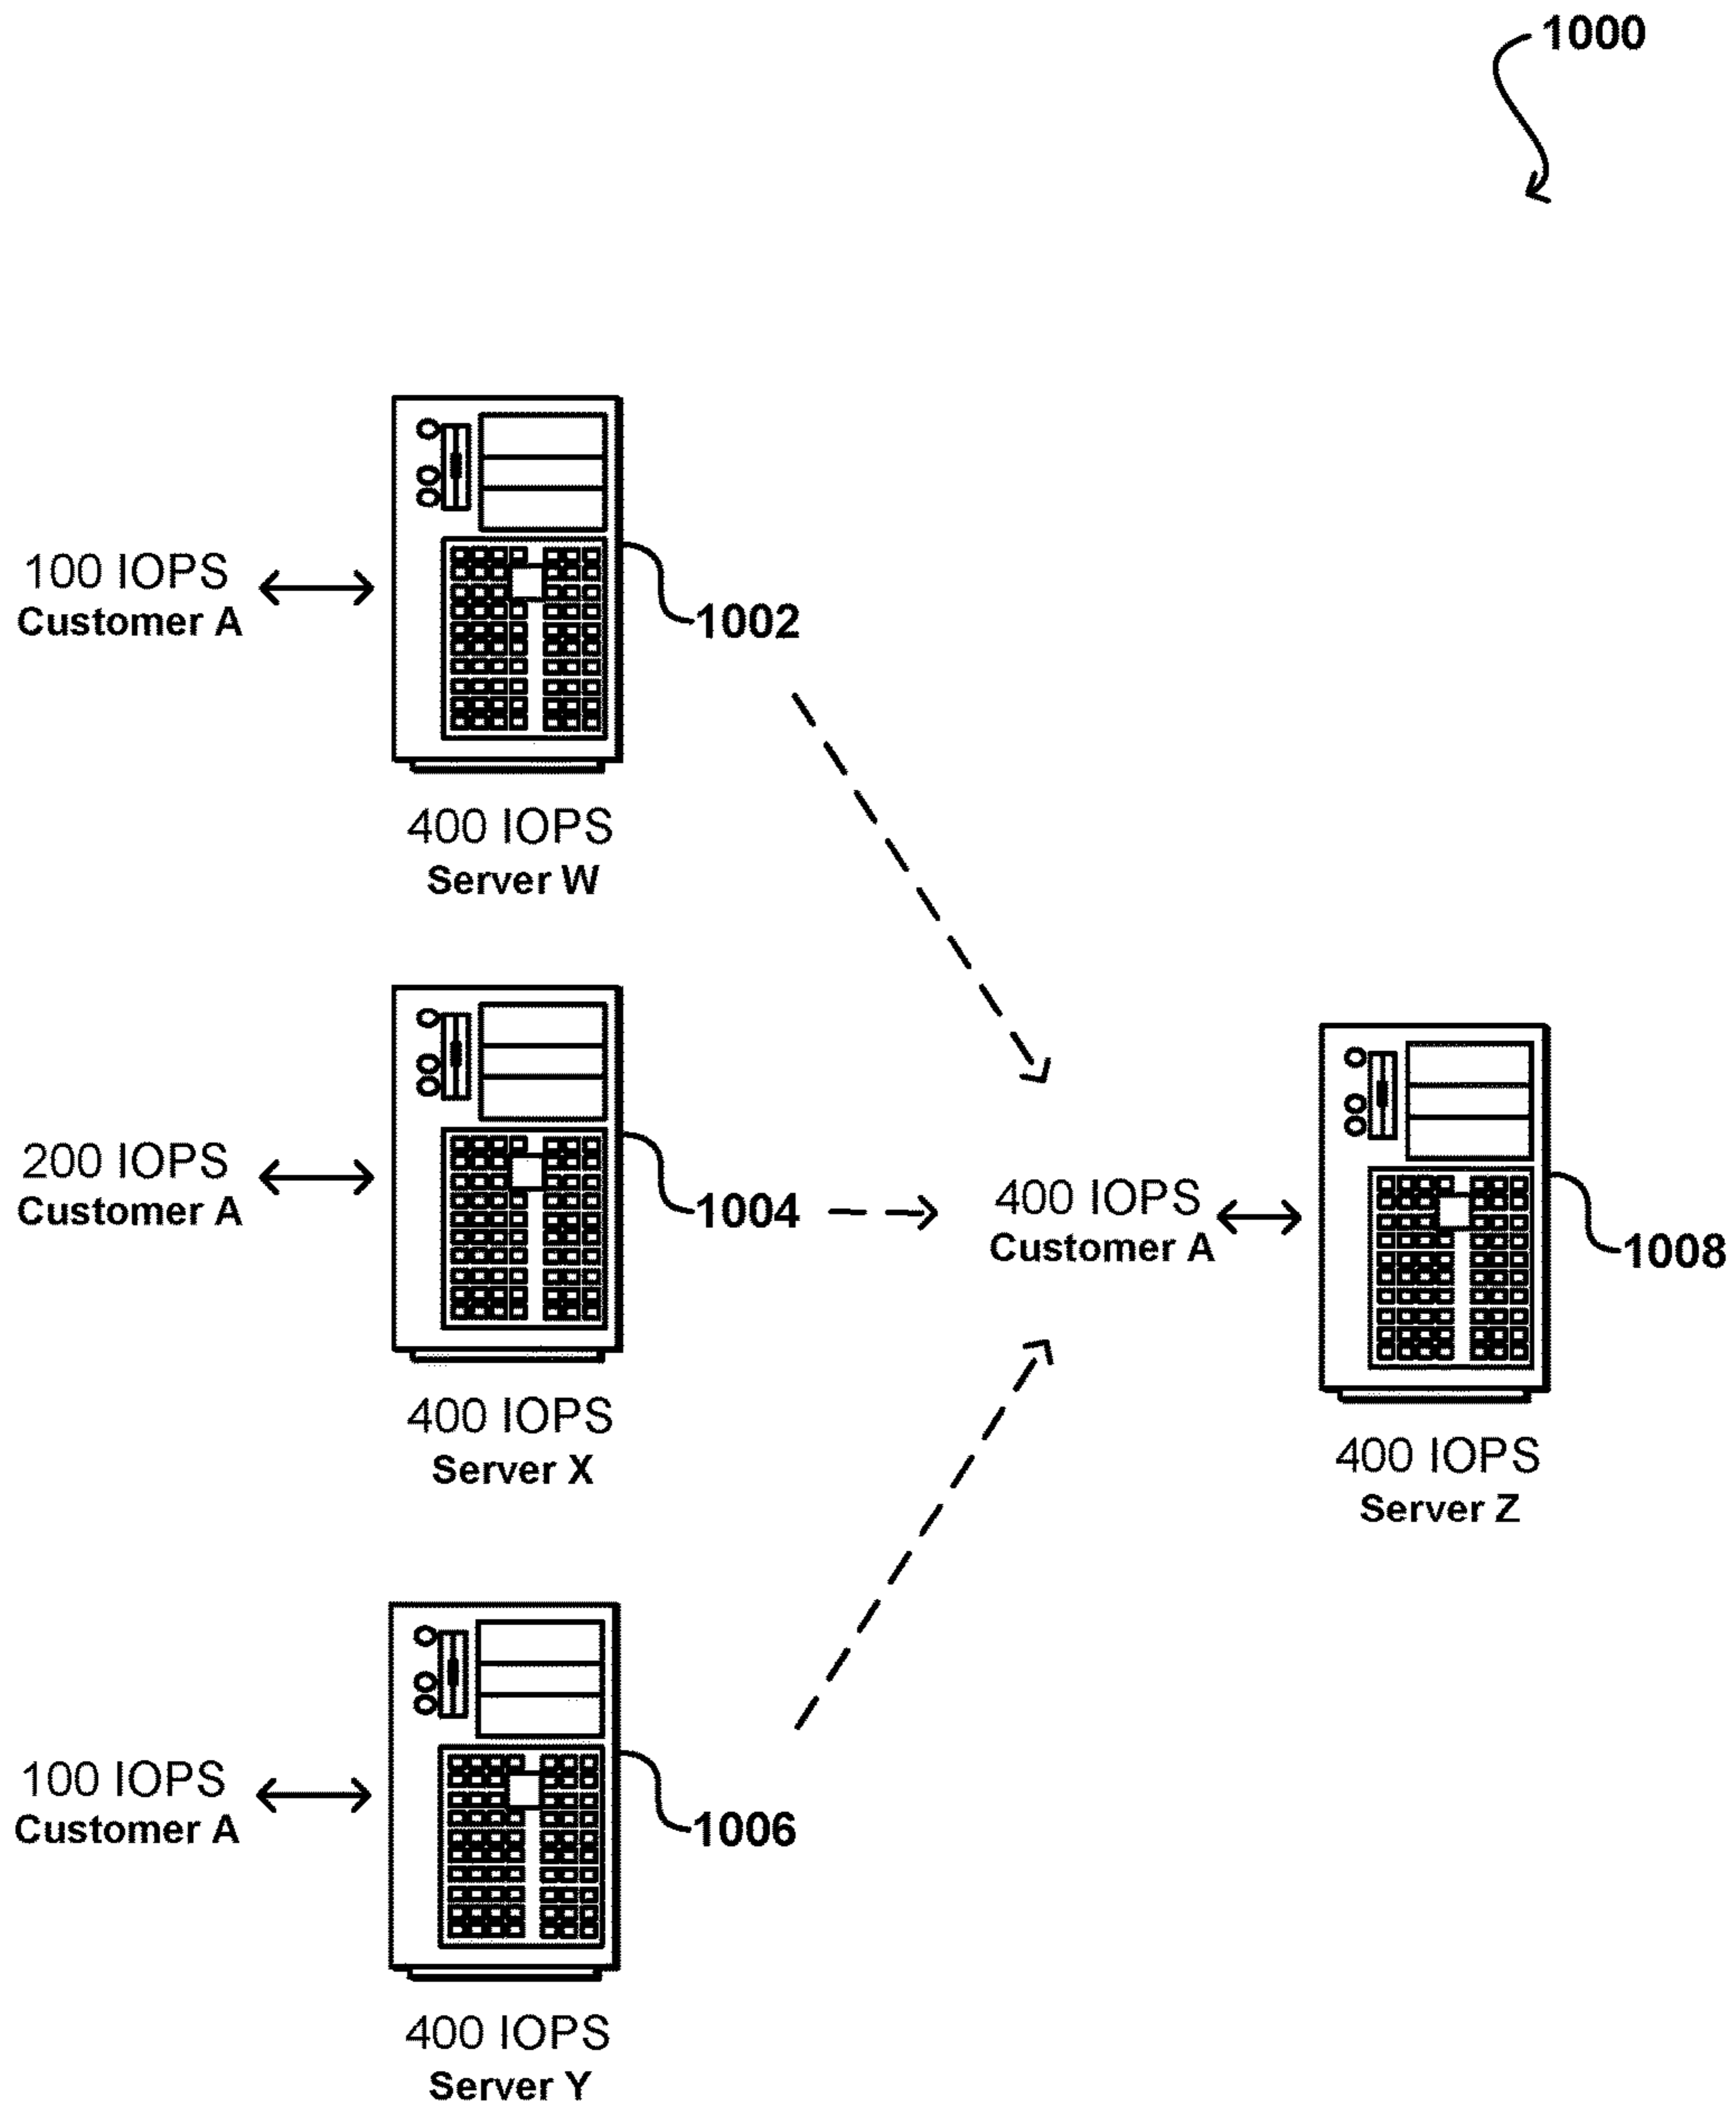 1000
100 IOPS
Customer A
1002
400 IOPS
Server W
200 IOPS
Customer A
1004
400 IOPS
Customer A
1008
400 IOPS
Server X
400 IOPS
Server Z
100 IOPS
Customer A
1006
400 IOPS
Server Y